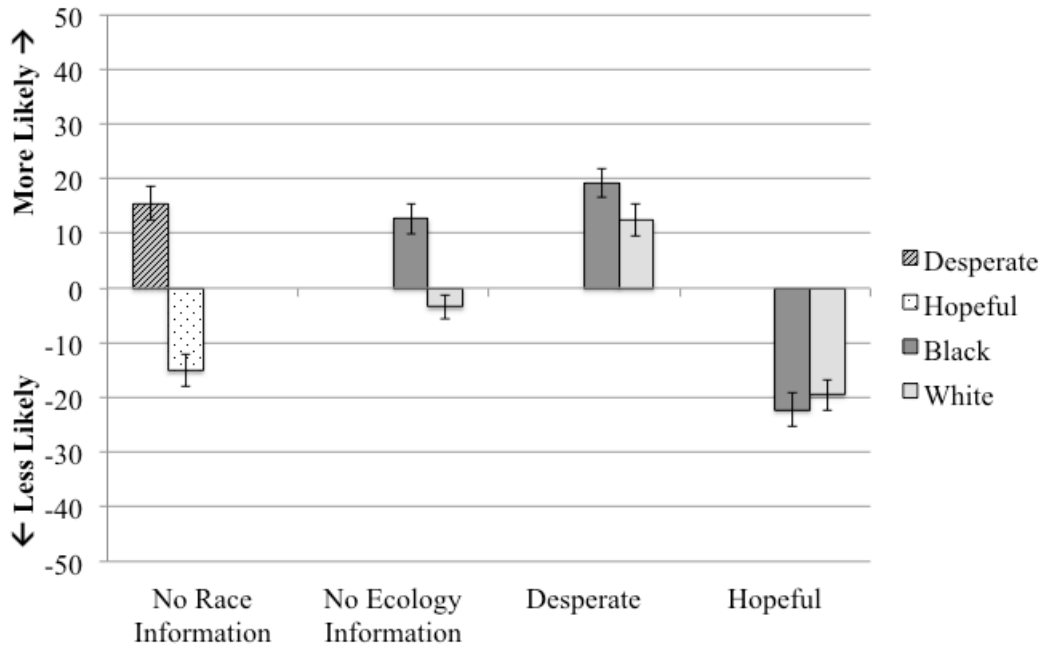 More Likely →
← Less Likely
50
40
30
20
10
0
-10
-20
-30
-40
-50
No Race
Information
No Ecology
Information
Desperate
Hopeful
Desperate
Hopeful
Black
White